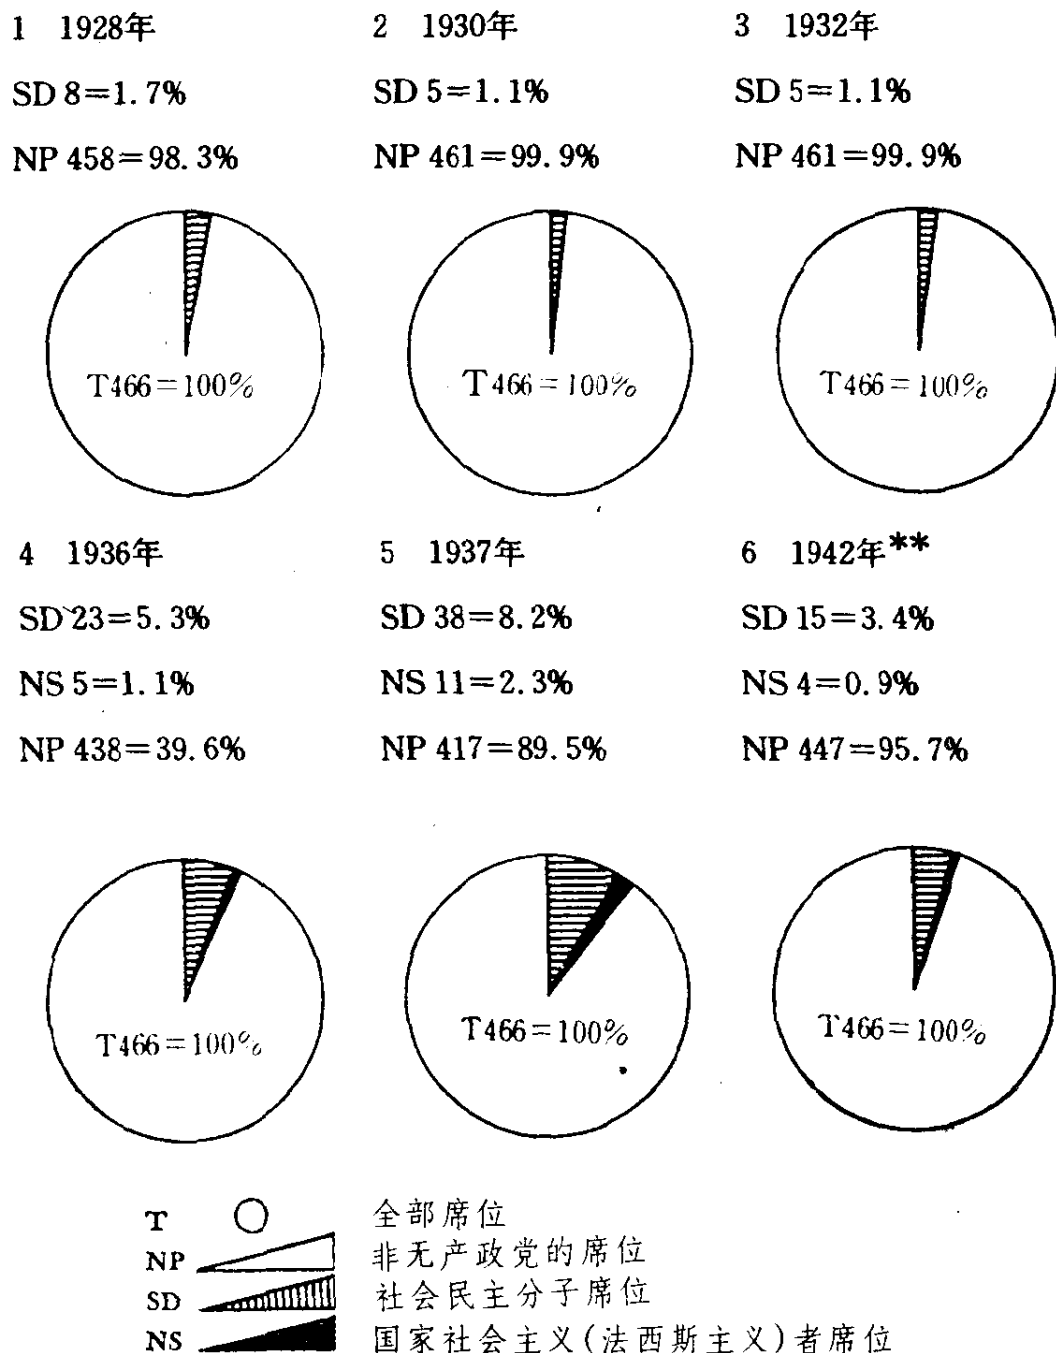 1 1928年 2 1930年 3 1932年
SD 8=1.7% SD 5=1.1% SD 5=1.1%
NP 458=98.3% NP 461=99.9% NP 461=99.9%
T466=100% T466=100% T466=100%
4 1936年 5 1937年 6 1942年**
SD 23=5.3% SD 38=8.2% SD 15=3.4%
NS 5=1.1% NS 11=2.3% NS 4=0.9%
NP 438=39.6% NP 417=89.5% NP 447=95.7%
T466=100% T466=100% T466=100%
T 全部席位
NP 非无产政党的席位
SD 社会民主分子席位
NS 国家社会主义(法西斯主义)者席位